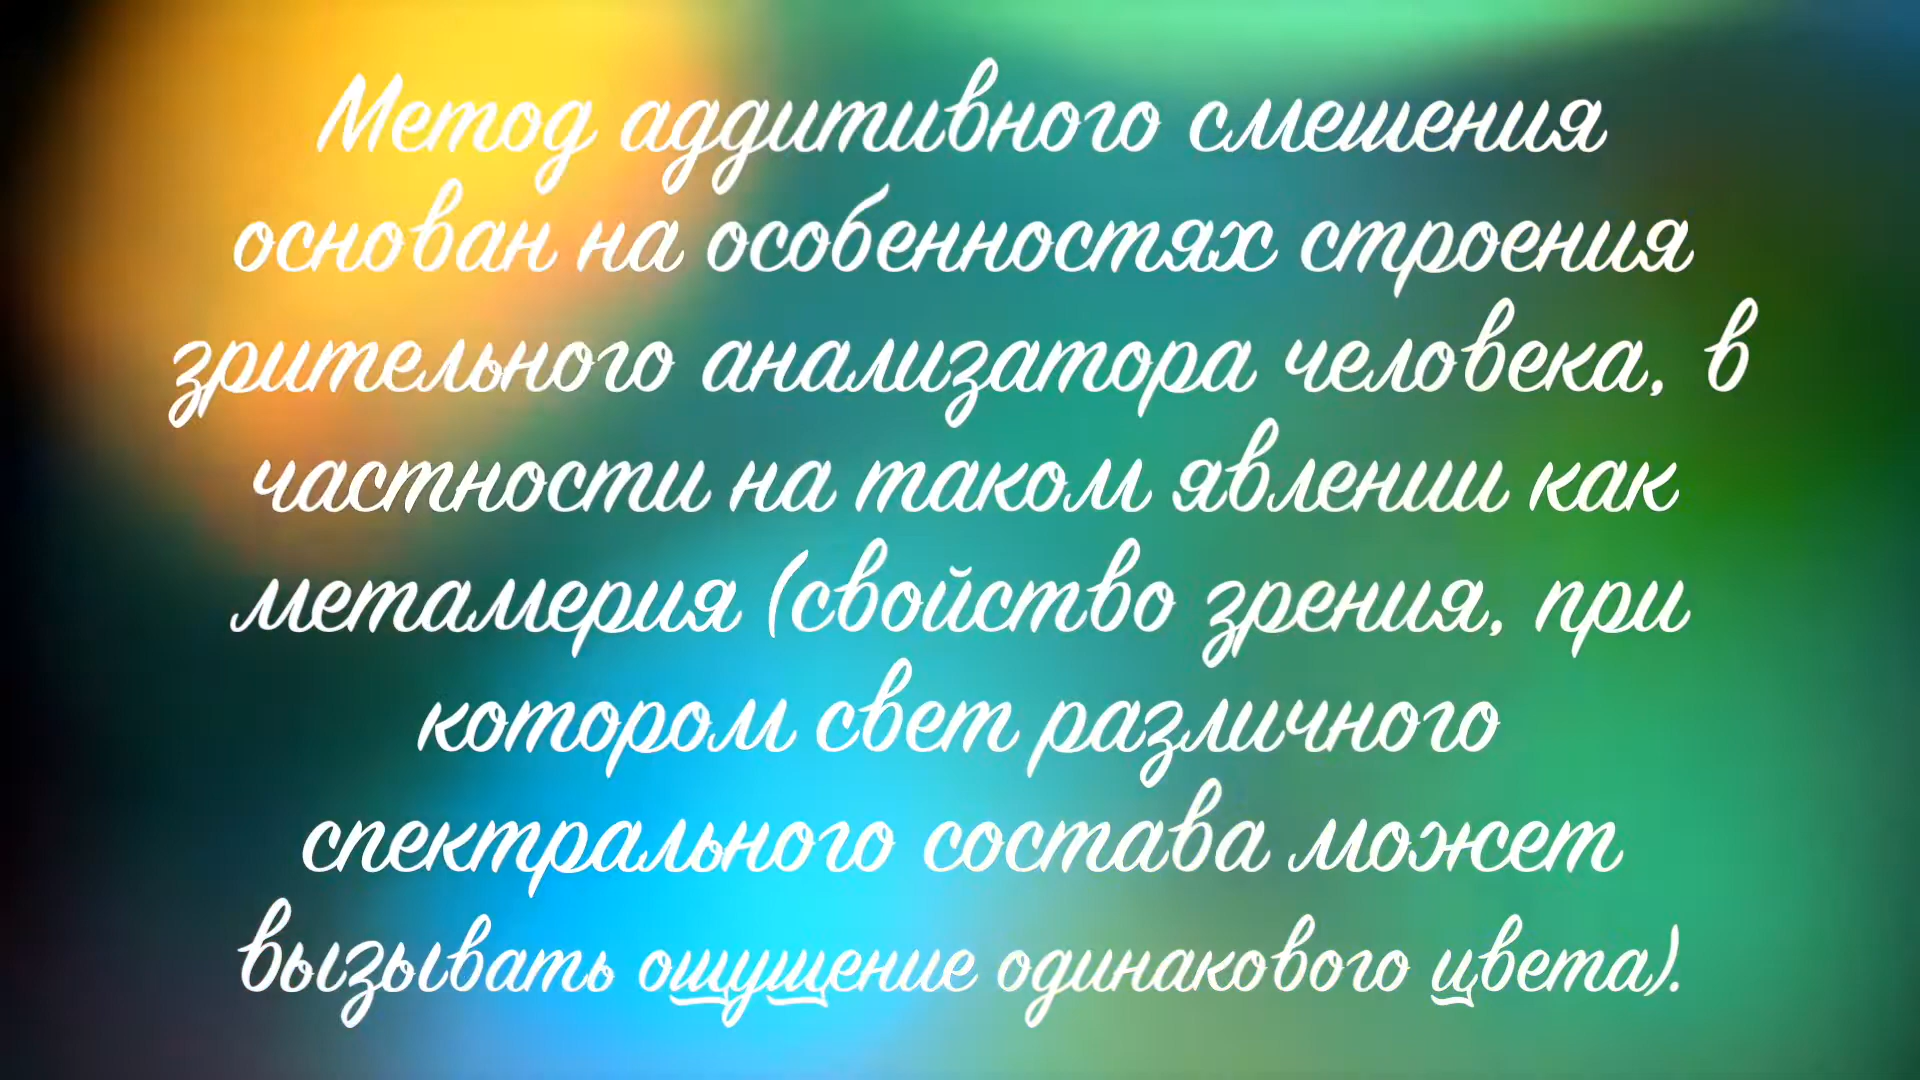 Метод аддитивного смешения
основан на особенностях строения
зрительного анализатора человека, в
частности на таком явлении как
метамерия (свойство зрения, при
котором свет различного
спектрального состава может
вызывать ощущение одинакового цвета).